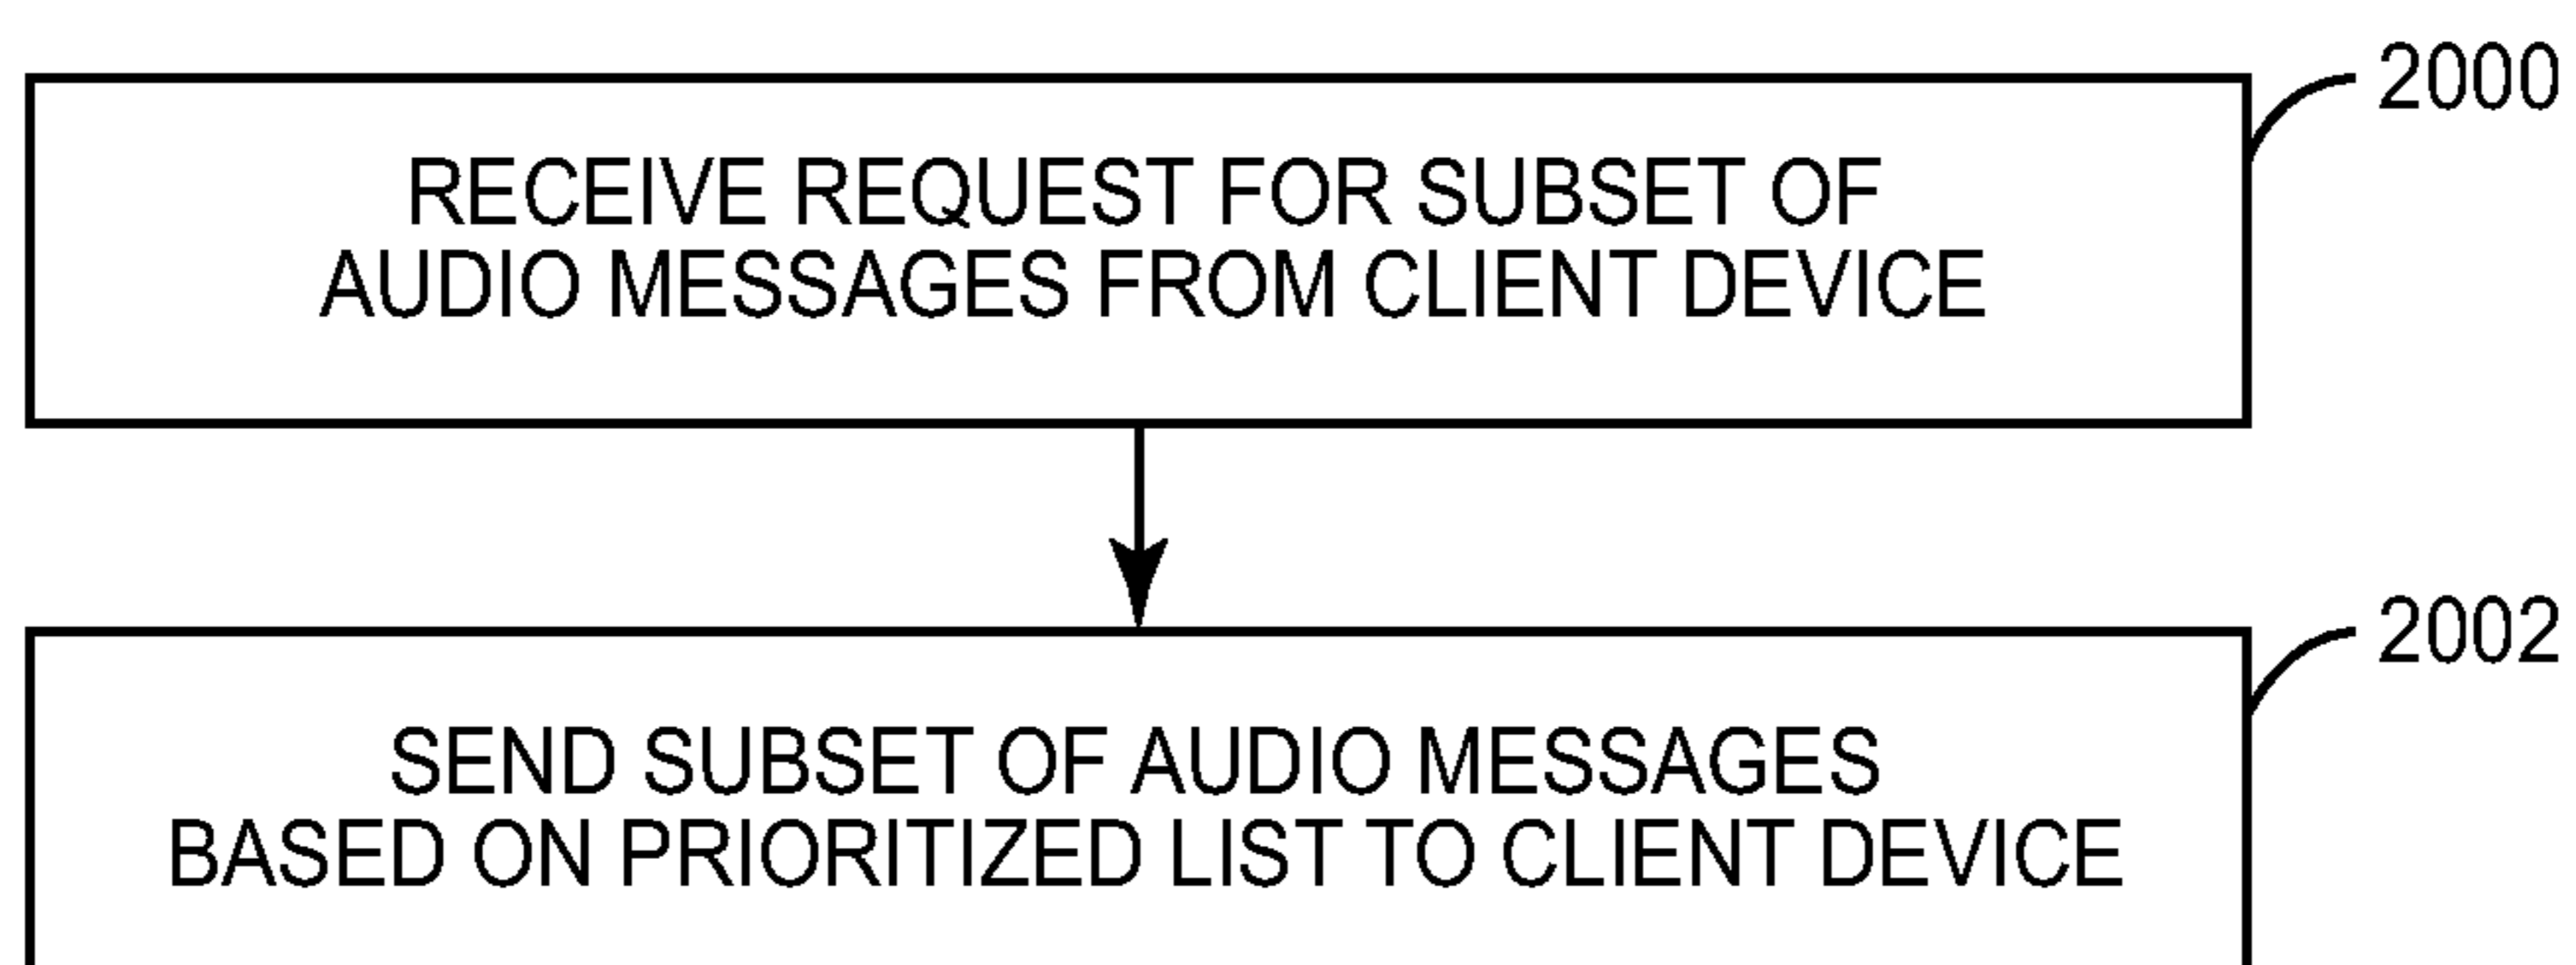 2000
RECEIVE REQUEST FOR SUBSET OF
AUDIO MESSAGES FROM CLIENT DEVICE
2002
SEND SUBSET OF AUDIO MESSAGES
BASED ON PRIORITIZED LIST TO CLIENT DEVICE